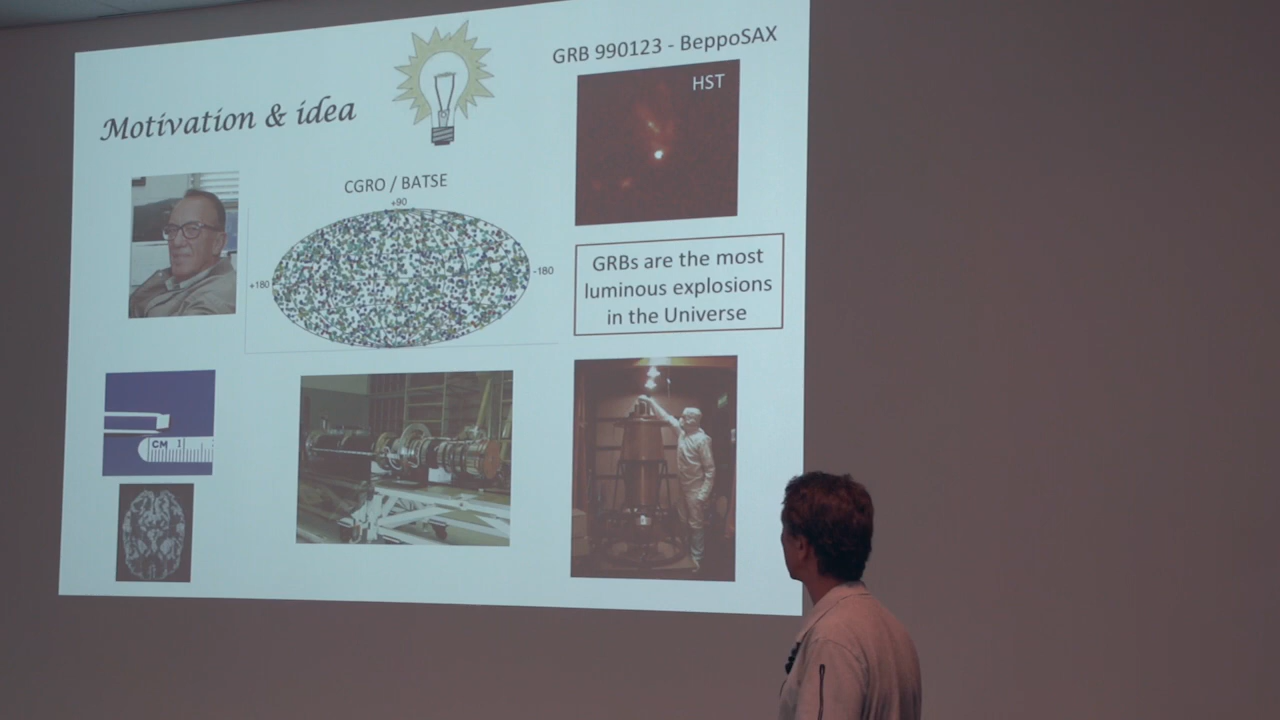 Motivation & idea
GRB 990123 - BeppoSAX
HST
CGRO / BATSE
+90
+180
-180
GRBs are the most
luminous explosions
in the Universe
CM 1